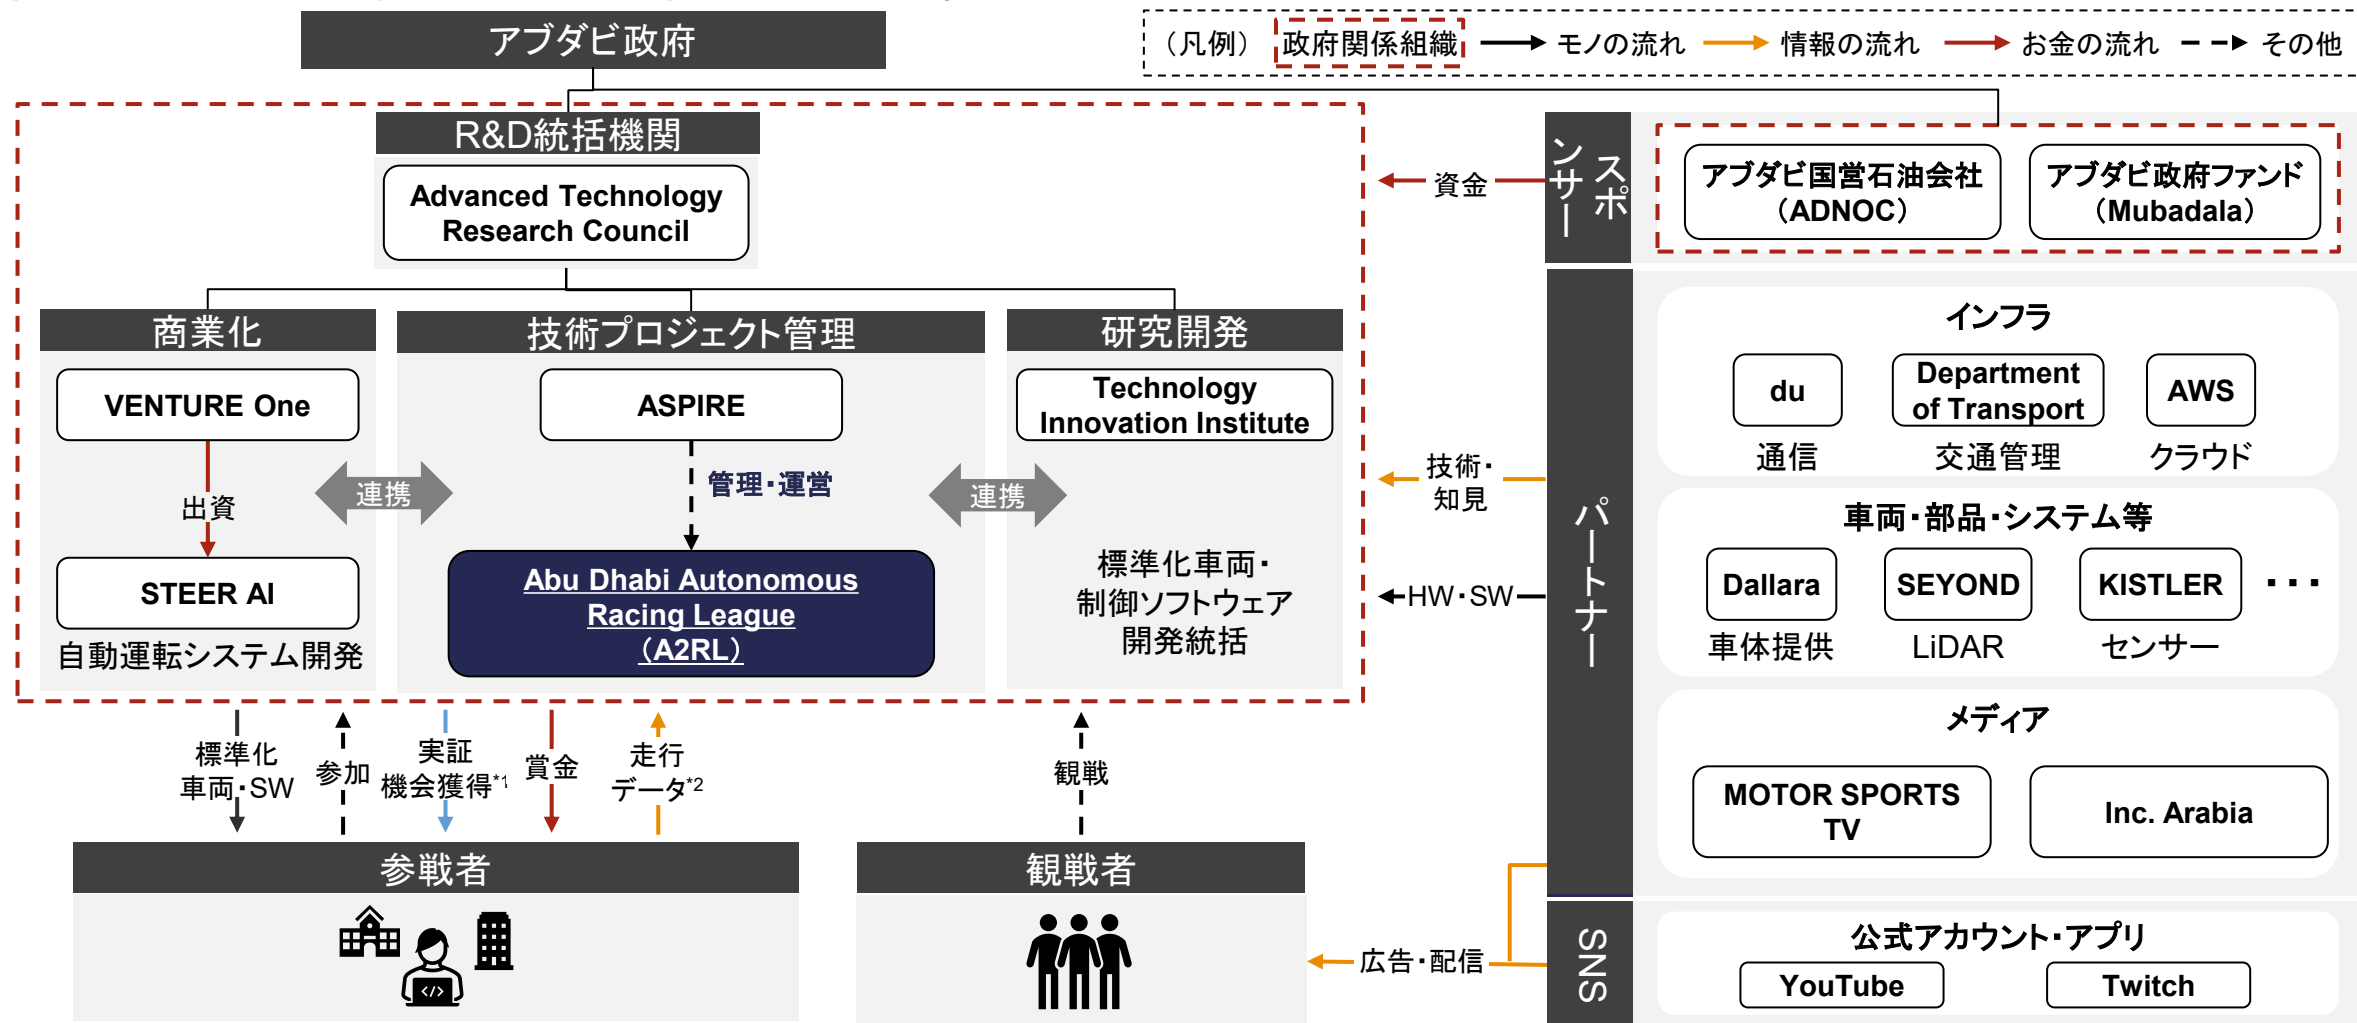 アブダビ政府
（凡例）
政府関係組織
モノの流れ
情報の流れ
お金の流れ
その他
R&D統括機関
Advanced Technology
Research Council
資金
スポンサー
アブダビ国営石油会社
（ADNOC）
アブダビ政府ファンド
（Mubadala）
商業化
VENTURE One
出資
STEER AI
自動運転システム開発
連携
技術プロジェクト管理
ASPIRE
管理・運営
Abu Dhabi Autonomous
Racing League
（A2RL）
連携
研究開発
Technology
Innovation Institute
標準化車両・
制御ソフトウェア
開発統括
技術・
知見
HW・SW
パートナー
インフラ
du
通信
Department
of Transport
交通管理
AWS
クラウド
車両・部品・システム等
Dallara
車体提供
SEYOND
LiDAR
KISTLER
センサー
・・・
メディア
MOTOR SPORTS
TV
Inc. Arabia
標準化
車両・SW
参加
実証
機会獲得*1
賞金
走行
データ*2
観戦
参戦者
観戦者
広告・配信
SNS
公式アカウント・アプリ
YouTube
Twitch